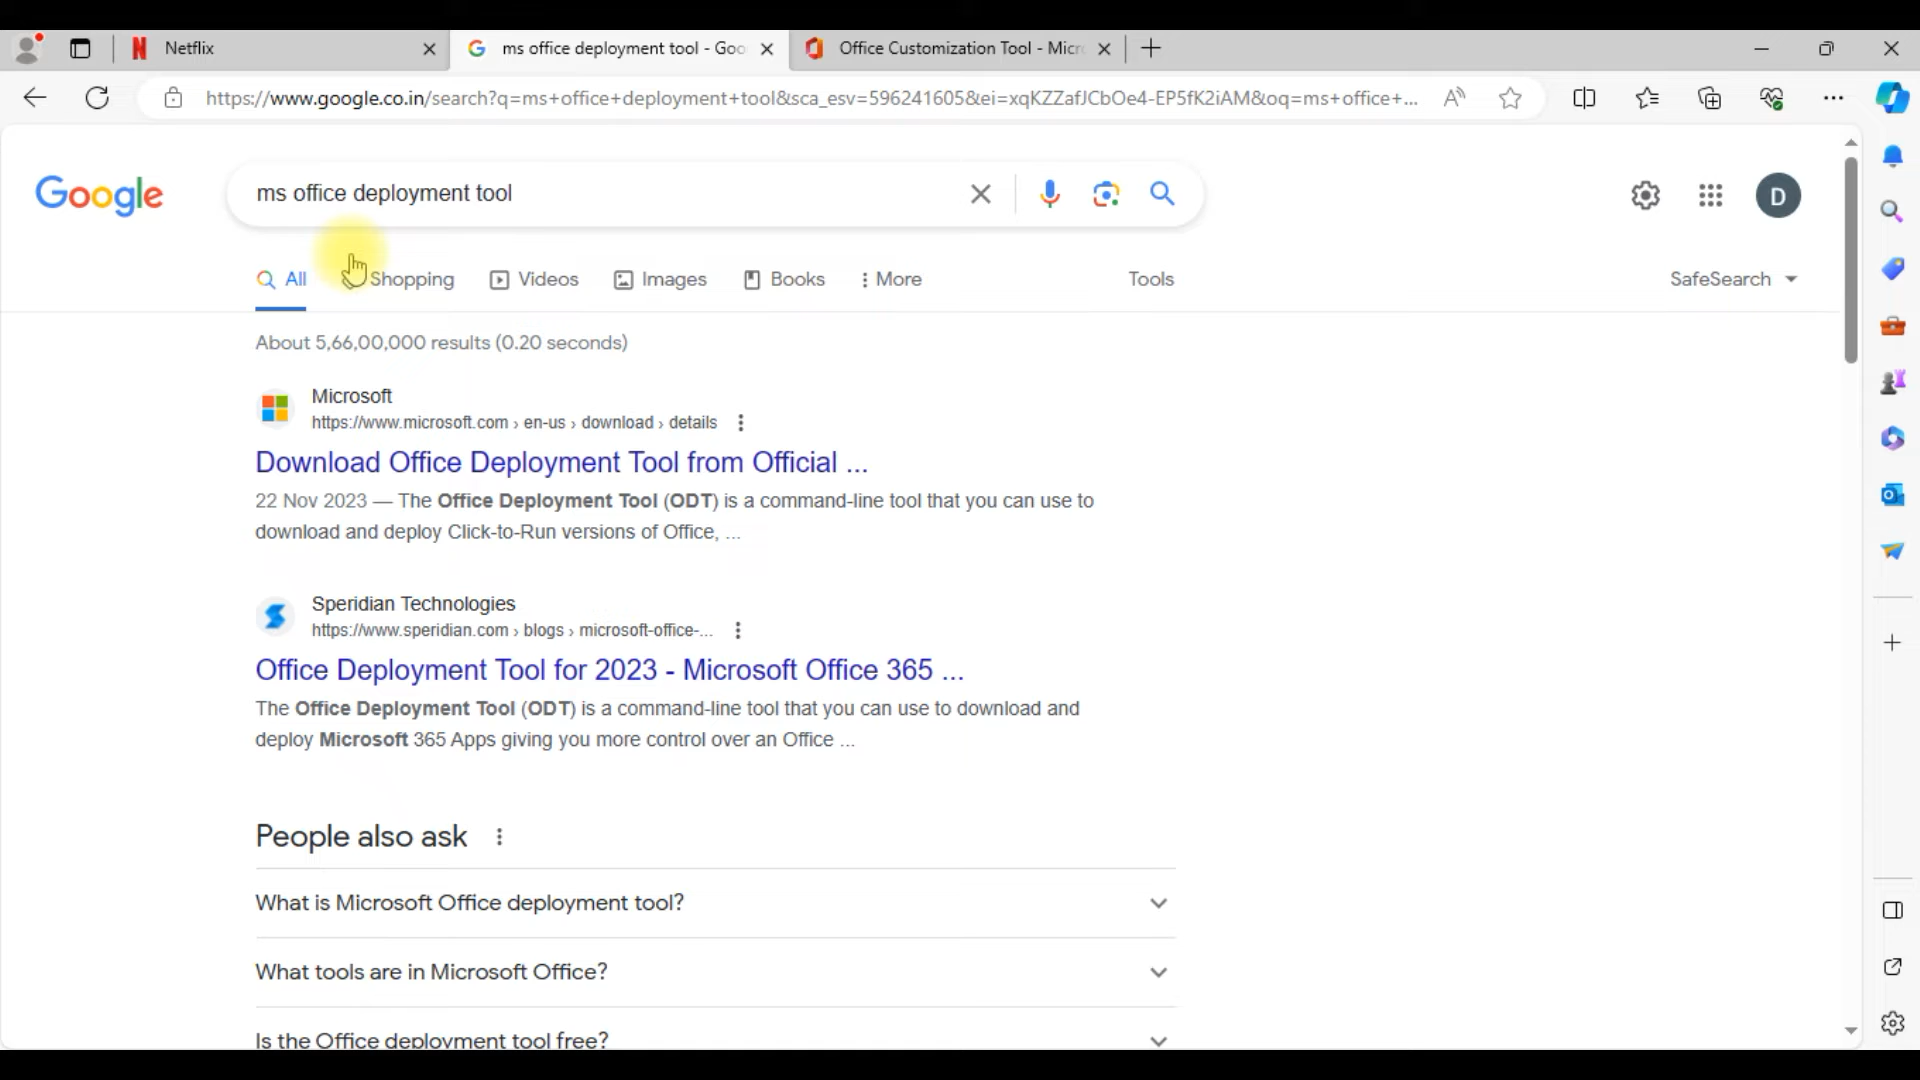 Netflix
ms office deployment tool - Goo
Office Customization Tool - Micr
https://www.google.co.in/search?q=ms+office+deployment+tool&sca_esv=596241605&ei=xqKZZafJCbOe4-EP5fK2iAM&oq=ms+office+...
Google
ms office deployment tool
D
All
Shopping
Videos
Images
Books
More
Tools
SafeSearch
About 5,66,00,000 results (0.20 seconds)
Microsoft
https://www.microsoft.com › en-us › download › details
Download Office Deployment Tool from Official ...
22 Nov 2023 — The Office Deployment Tool (ODT) is a command-line tool that you can use to
download and deploy Click-to-Run versions of Office, ...
Speridian Technologies
https://www.speridian.com › blogs › microsoft-office-...
Office Deployment Tool for 2023 - Microsoft Office 365 ...
The Office Deployment Tool (ODT) is a command-line tool that you can use to download and
deploy Microsoft 365 Apps giving you more control over an Office ...
People also ask
What is Microsoft Office deployment tool?
What tools are in Microsoft Office?
Is the Office deployment tool free?